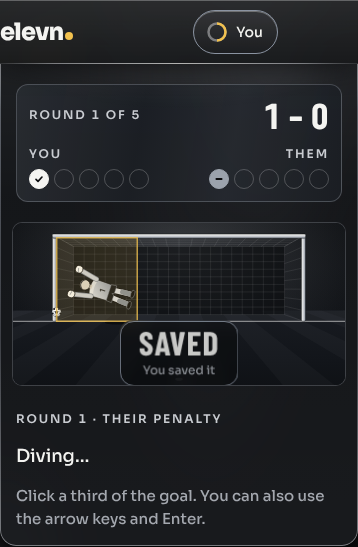 elevn.
You
ROUND 1 OF 5
1 - 0
YOU
THEM
1
SAVED
You saved it
ROUND 1 · THEIR PENALTY
Diving...
Click a third of the goal. You can also use
the arrow keys and Enter.